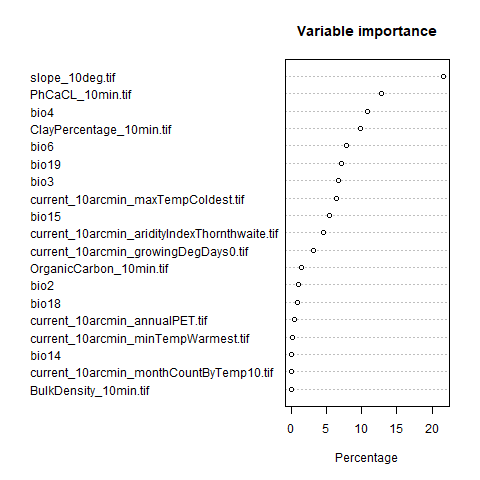 Variable importance
slope_10deg.tif
PhCaCL_10min.tif
bio4
ClayPercentage_10min.tif
bio6
bio19
bio3
current_10arcmin_maxTempColdest.tif
bio15
current_10arcmin_aridityIndexThornthwaite.tif
current_10arcmin_growingDegDays0.tif
OrganicCarbon_10min.tif
bio2
bio18
current_10arcmin_annualPET.tif
current_10arcmin_minTempWarmest.tif
bio14
current_10arcmin_monthCountByTemp10.tif
BulkDensity_10min.tif
0 5 10 15 20
Percentage